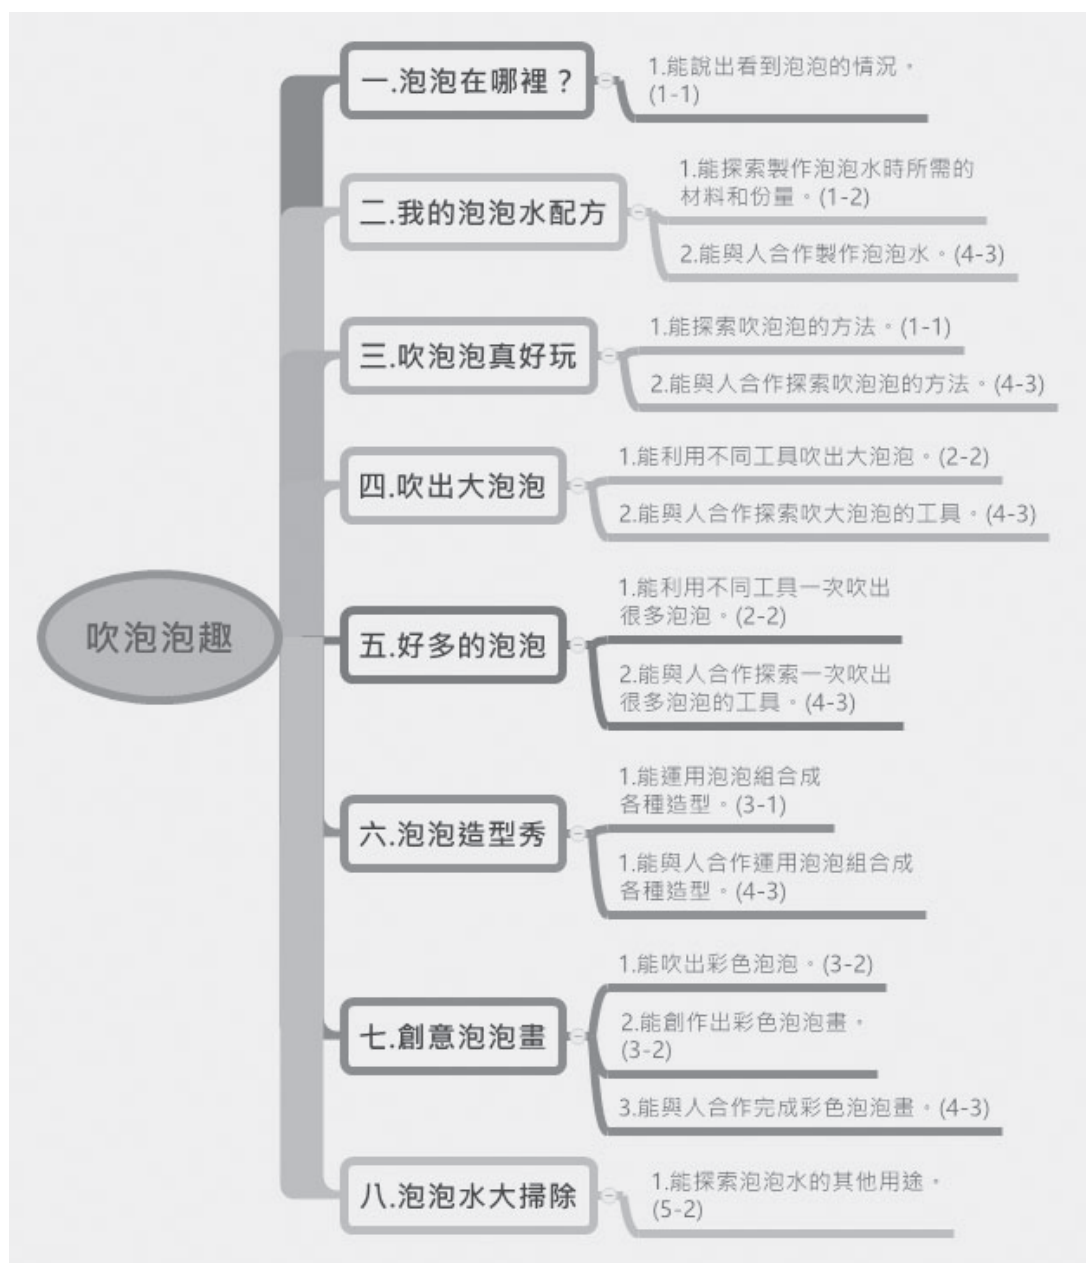 吹泡泡趣
一.泡泡在哪裡？
1.能說出看到泡泡的情況。
(1-1)
二.我的泡泡水配方
1.能探索製作泡泡水時所需的
材料和份量。(1-2)
2.能與人合作製作泡泡水。(4-3)
三.吹泡泡真好玩
1.能探索吹泡泡的方法。(1-1)
2.能與人合作探索吹泡泡的方法。(4-3)
四.吹出大泡泡
1.能利用不同工具吹出大泡泡。(2-2)
2.能與人合作探索吹大泡泡的工具。(4-3)
五.好多的泡泡
1.能利用不同工具一次吹出
很多泡泡。(2-2)
2.能與人合作探索一次吹出
很多泡泡的工具。(4-3)
六.泡泡造型秀
1.能運用泡泡組合成
各種造型。(3-1)
1.能與人合作運用泡泡組合成
各種造型。(4-3)
七.創意泡泡畫
1.能吹出彩色泡泡。(3-2)
2.能創作出彩色泡泡畫。
(3-2)
3.能與人合作完成彩色泡泡畫。(4-3)
八.泡泡水大掃除
1.能探索泡泡水的其他用途。
(5-2)